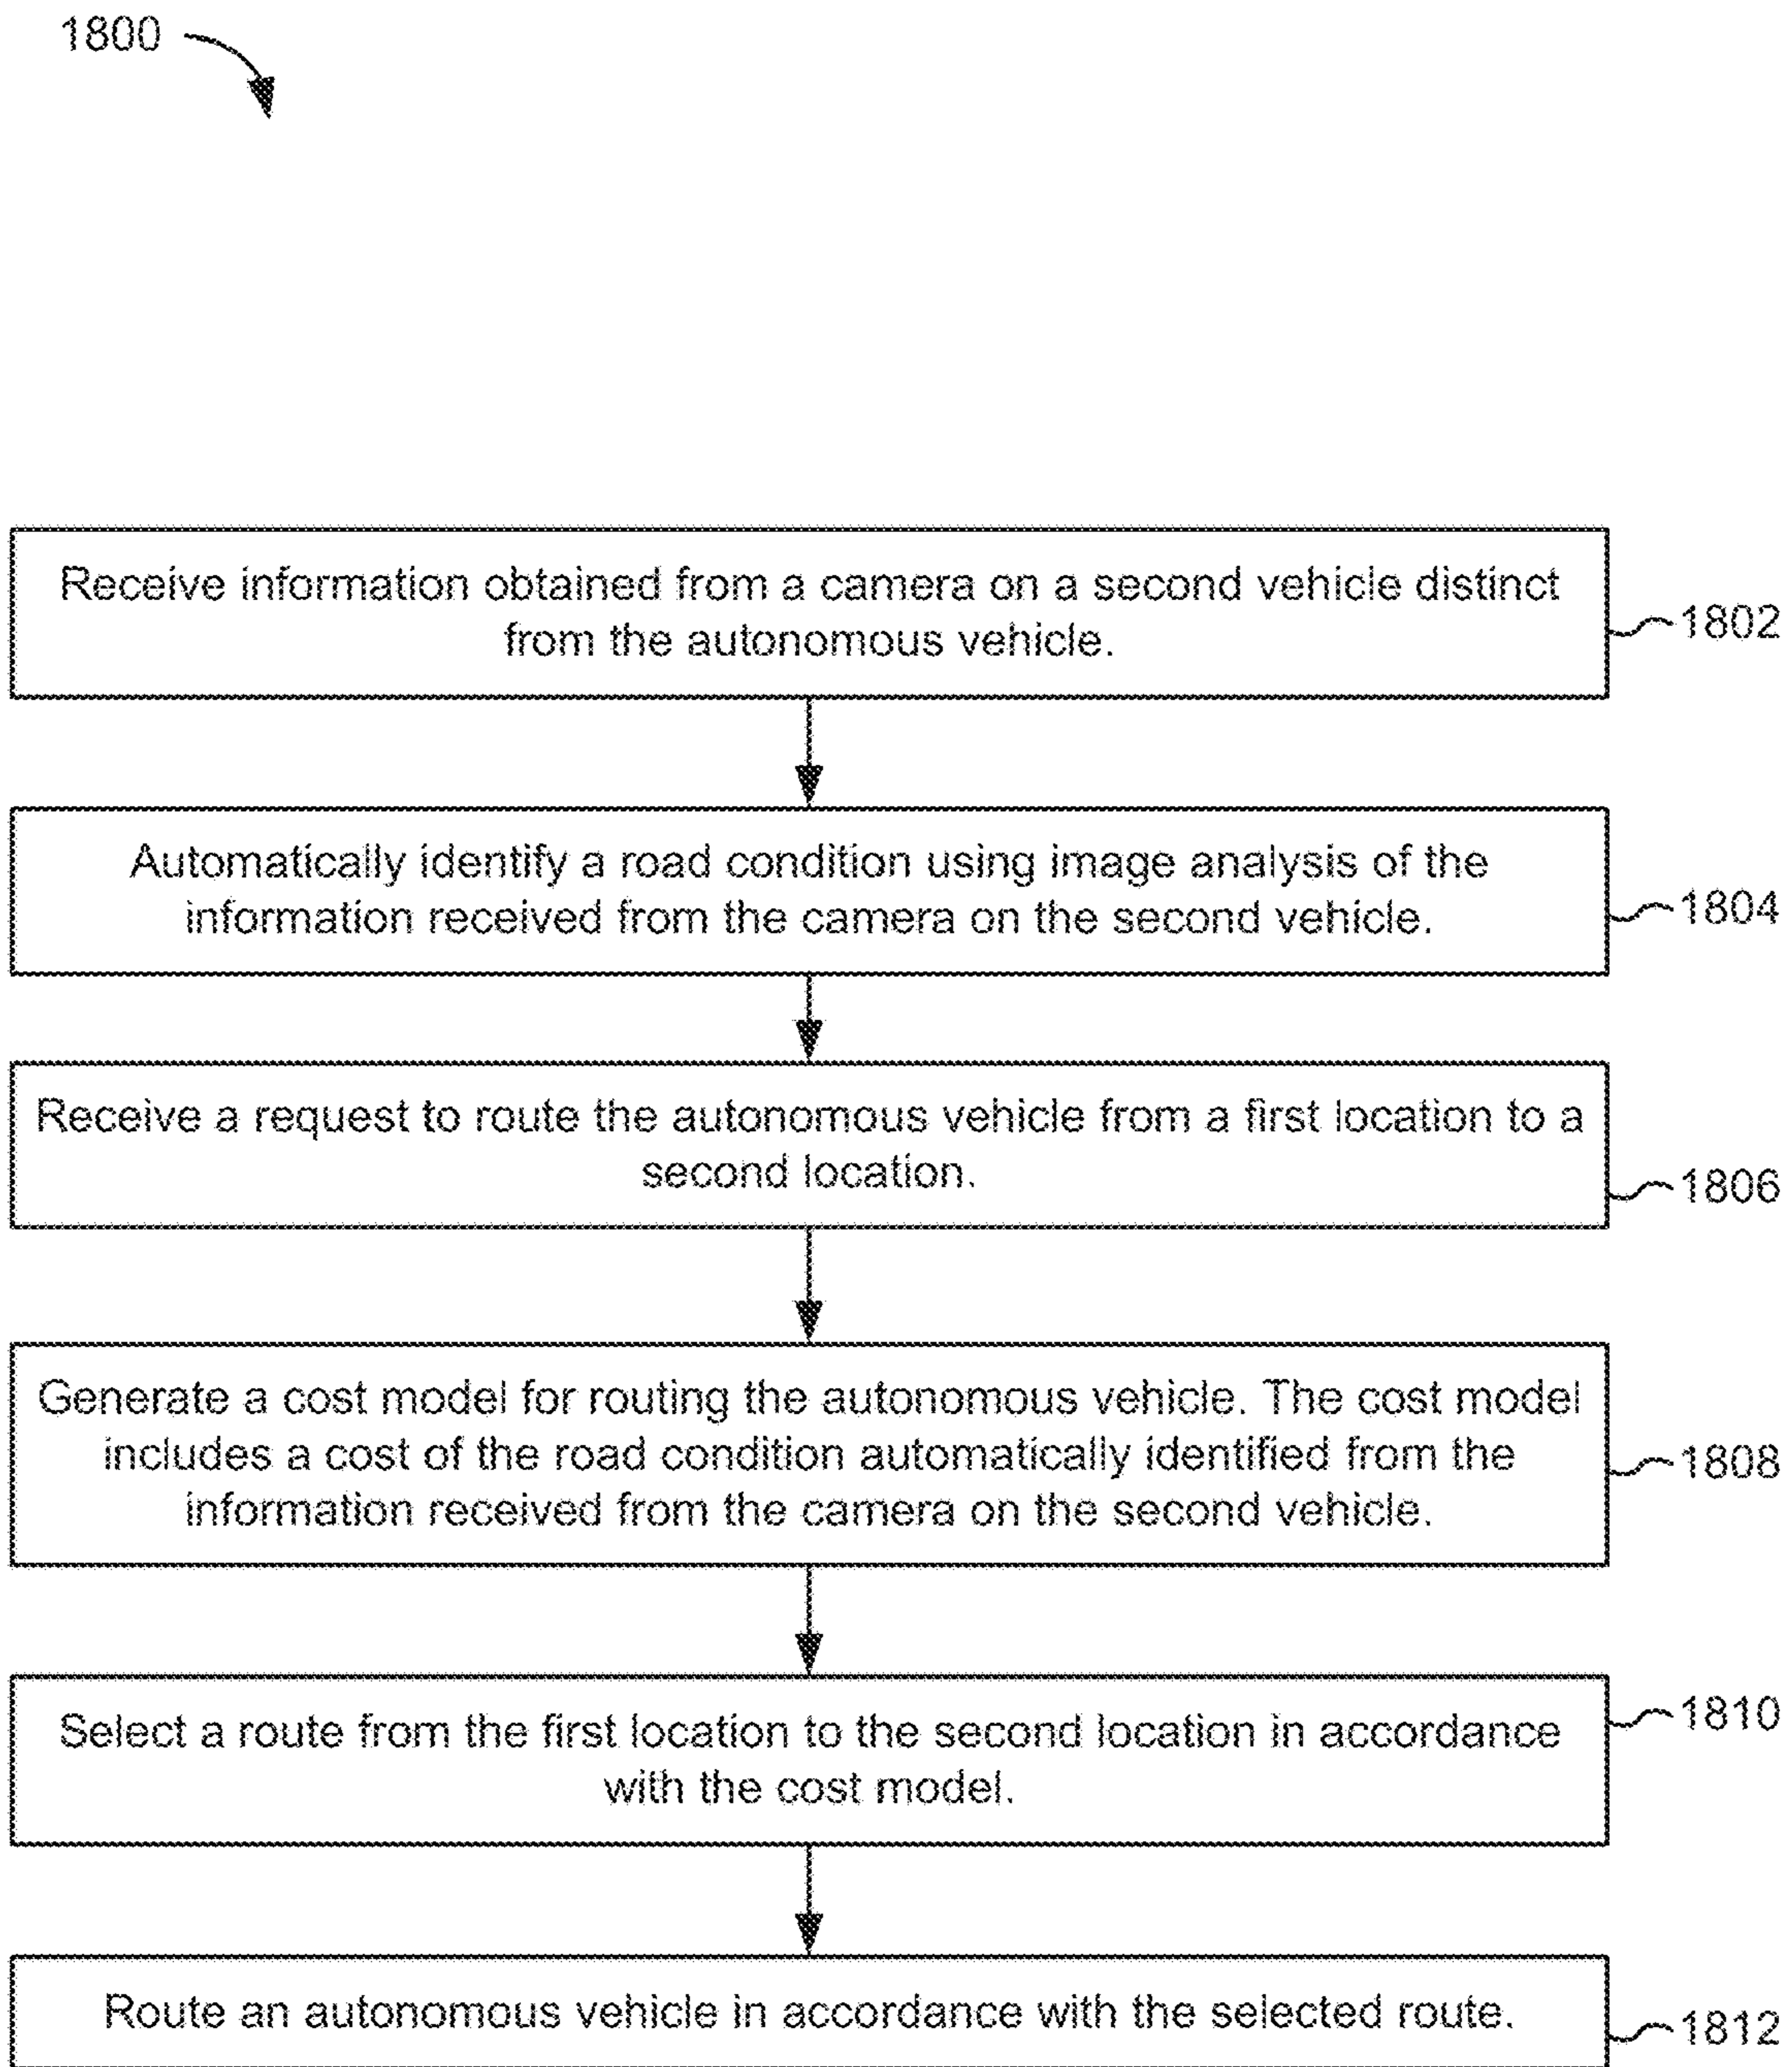 1800
Receive information obtained from a camera on a second vehicle distinct
from the autonomous vehicle.
1802
Automatically identify a road condition using image analysis of the
information received from the camera on the second vehicle.
1804
Receive a request to route the autonomous vehicle from a first location to a
second location.
1806
Generate a cost model for routing the autonomous vehicle. The cost model
includes a cost of the road condition automatically identified from the
information received from the camera on the second vehicle.
1808
Select a route from the first location to the second location in accordance
with the cost model.
1810
Route an autonomous vehicle in accordance with the selected route.
1812